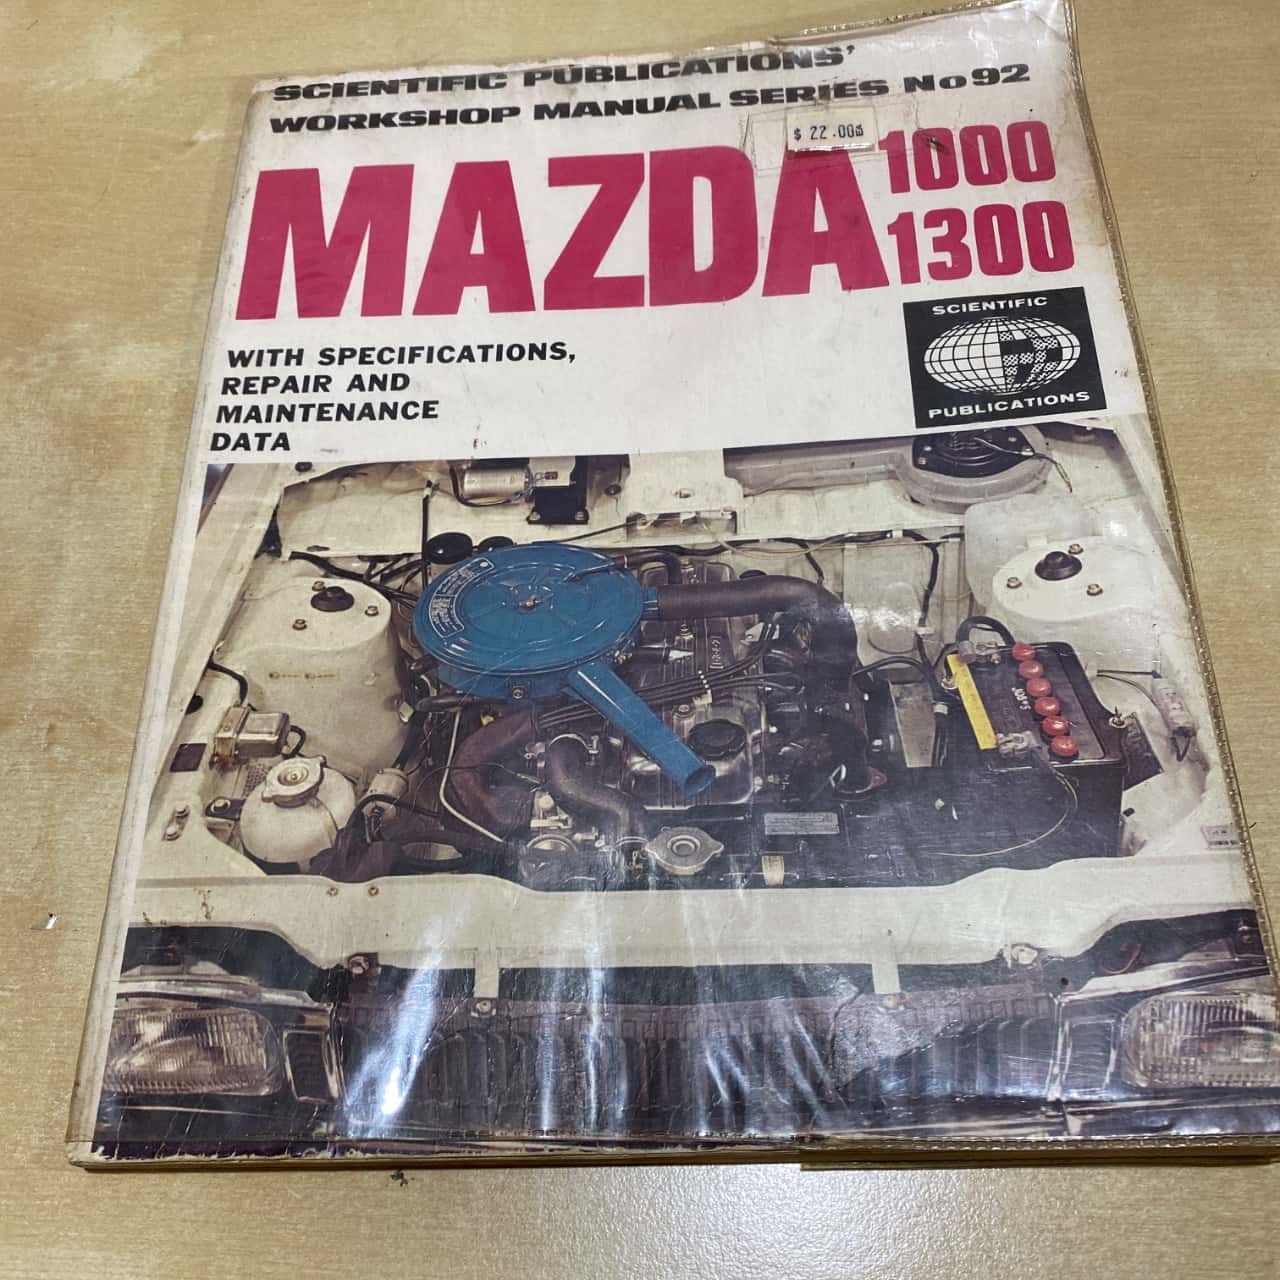 SCIENTIFIC PUBLICATIONS'
WORKSHOP MANUAL SERIES No 92
$ 22.00
MAZDA 1000
1300
WITH SPECIFICATIONS,
REPAIR AND
MAINTENANCE
DATA
SCIENTIFIC
PUBLICATIONS